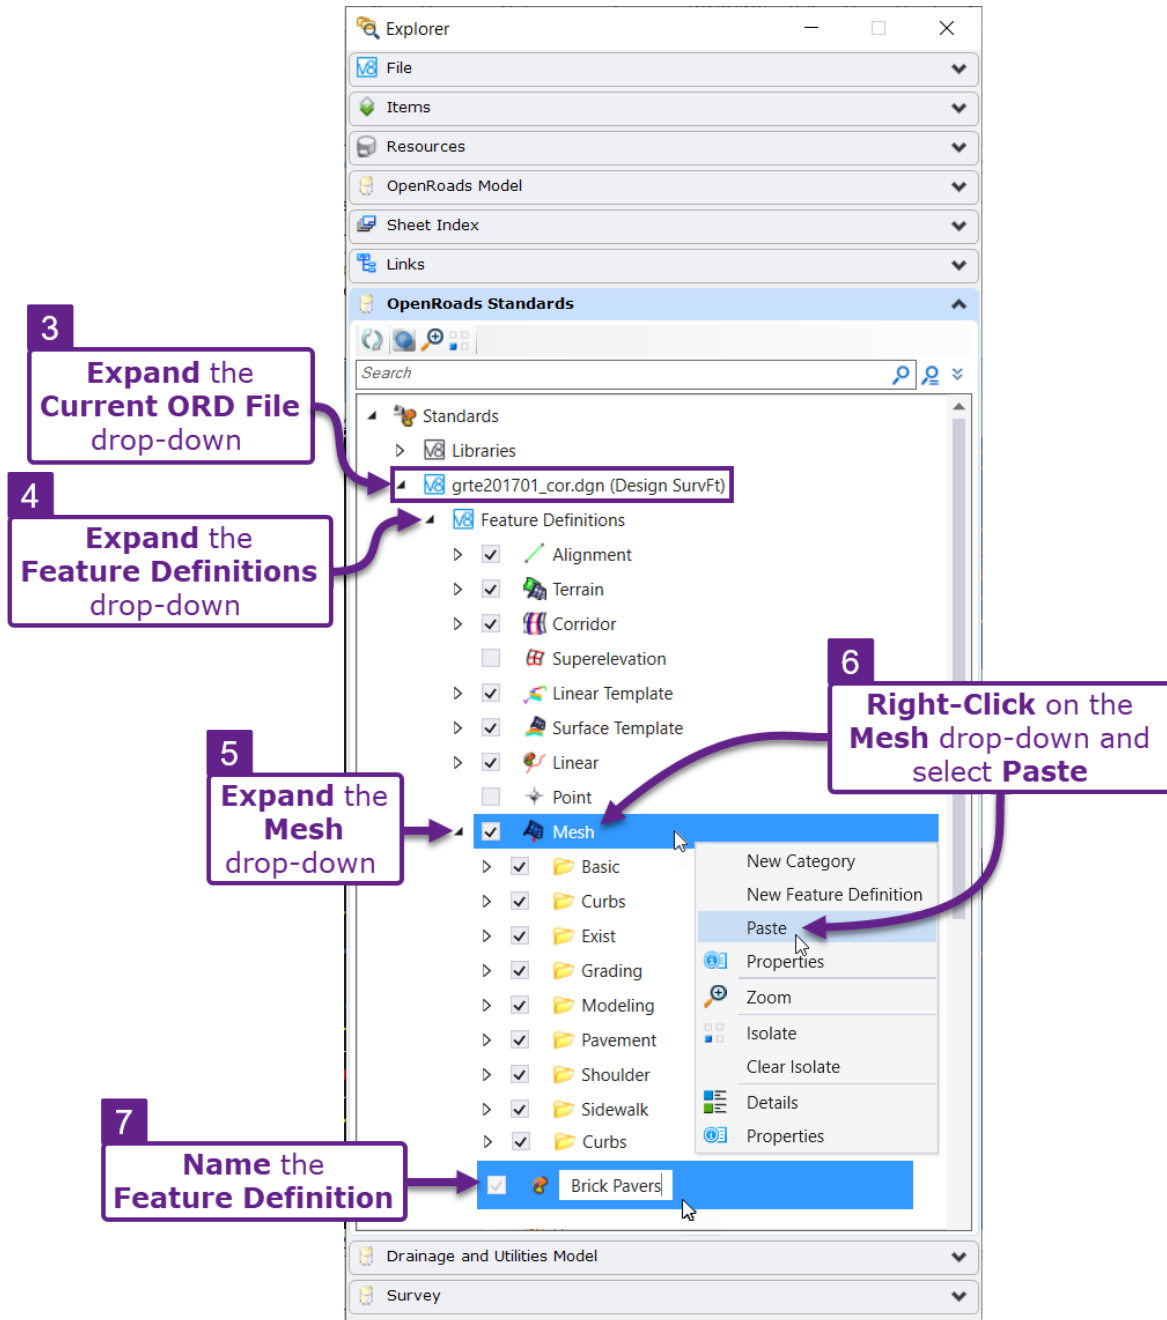 Explorer
V8 File
Items
Resources
OpenRoads Model
Sheet Index
Links
OpenRoads Standards
Search
Standards
V8 Libraries
V8 grte201701_cor.dgn (Design SurvFt)
V8 Feature Definitions
Alignment
Terrain
Corridor
Superelevation
Linear Template
Surface Template
Linear
Point
Mesh
Basic
Curbs
Exist
Grading
Modeling
Pavement
Shoulder
Sidewalk
Curbs
Brick Pavers
New Category
New Feature Definition
Paste
Properties
Zoom
Isolate
Clear Isolate
Details
Properties
Drainage and Utilities Model
Survey
3
Expand the
Current ORD File
drop-down
4
Expand the
Feature Definitions
drop-down
5
Expand the
Mesh
drop-down
6
Right-Click on the
Mesh drop-down and
select Paste
7
Name the
Feature Definition